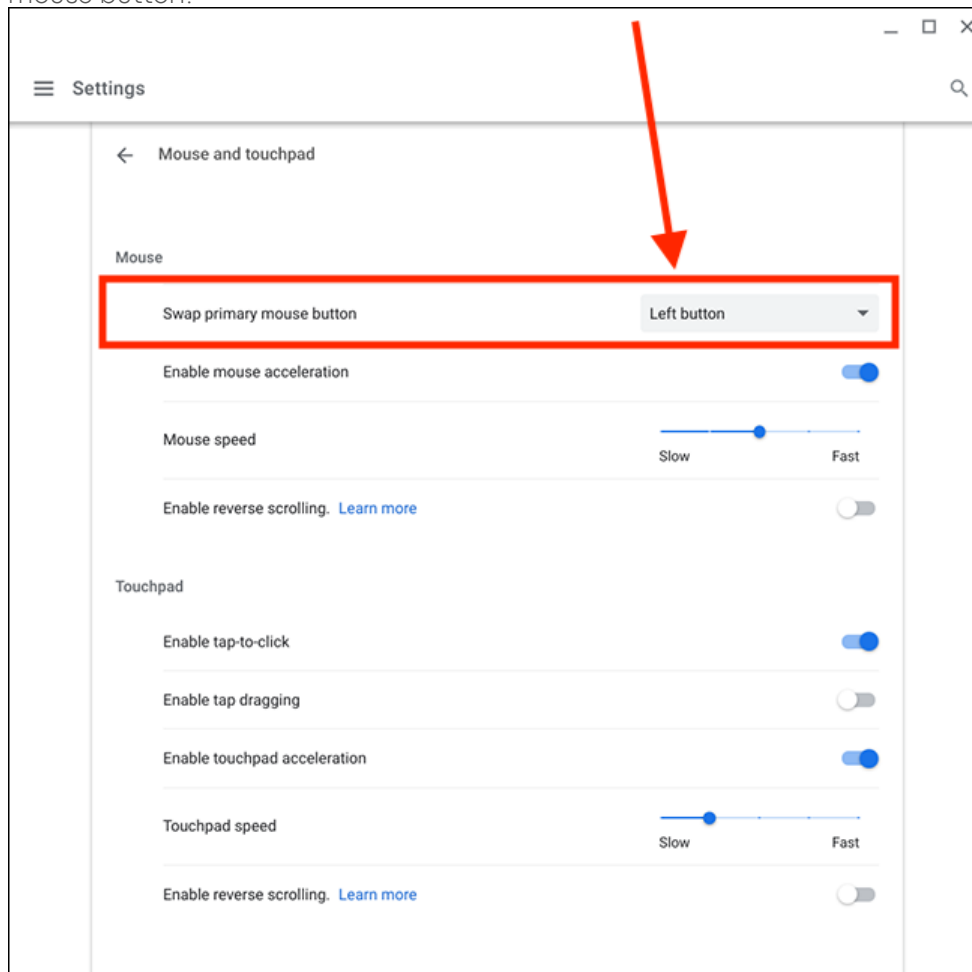 mouse button.
Settings
Mouse and touchpad
Mouse
Swap primary mouse button Left button
Enable mouse acceleration
Mouse speed
Slow Fast
Enable reverse scrolling. Learn more
Touchpad
Enable tap-to-click
Enable tap dragging
Enable touchpad acceleration
Touchpad speed
Slow Fast
Enable reverse scrolling. Learn more